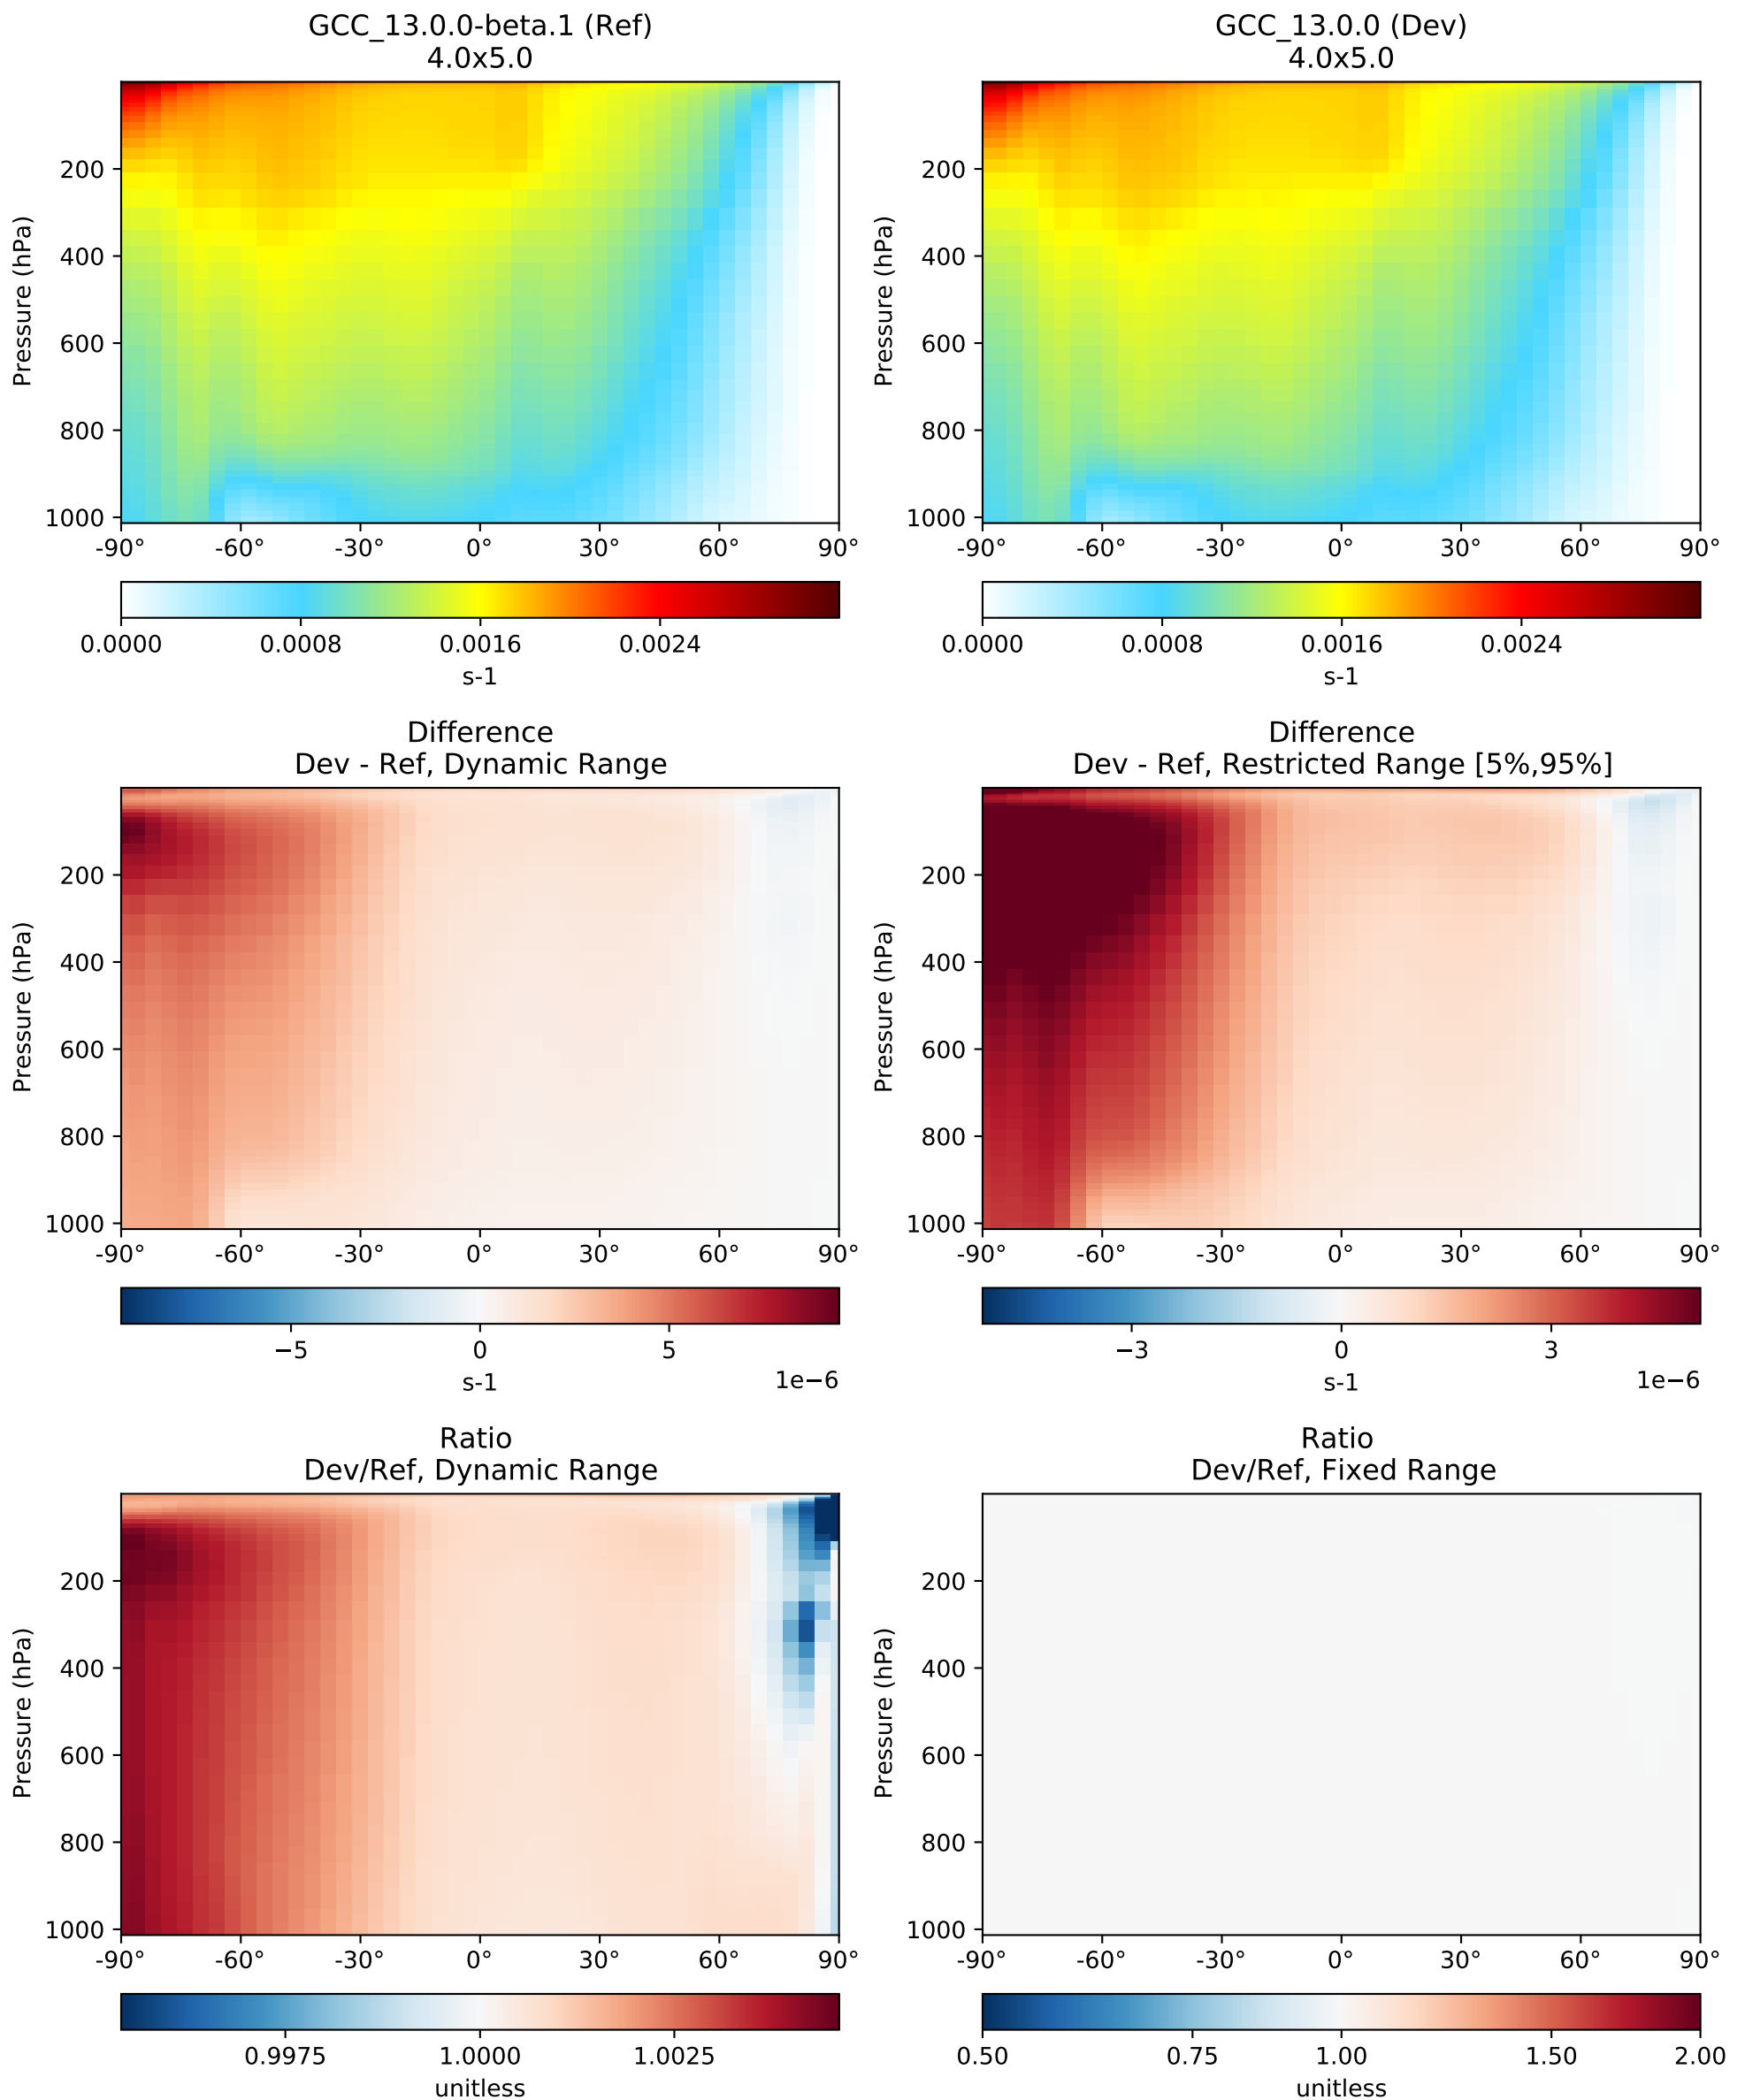 GCC_13.0.0-beta.1 (Ref)
4.0x5.0
Pressure (hPa)
200
400
600
800
1000
-90° -60° -30° 0° 30° 60° 90°
0.0000 0.0008 0.0016 0.0024
s-1
GCC_13.0.0 (Dev)
4.0x5.0
Pressure (hPa)
200
400
600
800
1000
-90° -60° -30° 0° 30° 60° 90°
0.0000 0.0008 0.0016 0.0024
s-1
Difference
Dev - Ref, Dynamic Range
Pressure (hPa)
200
400
600
800
1000
-90° -60° -30° 0° 30° 60° 90°
−5 0 5
s-1 1e−6
Difference
Dev - Ref, Restricted Range [5%,95%]
Pressure (hPa)
200
400
600
800
1000
-90° -60° -30° 0° 30° 60° 90°
−3 0 3
s-1 1e−6
Ratio
Dev/Ref, Dynamic Range
Pressure (hPa)
200
400
600
800
1000
-90° -60° -30° 0° 30° 60° 90°
0.9975 1.0000 1.0025
unitless
Ratio
Dev/Ref, Fixed Range
Pressure (hPa)
200
400
600
800
1000
-90° -60° -30° 0° 30° 60° 90°
0.50 0.75 1.00 1.50 2.00
unitless